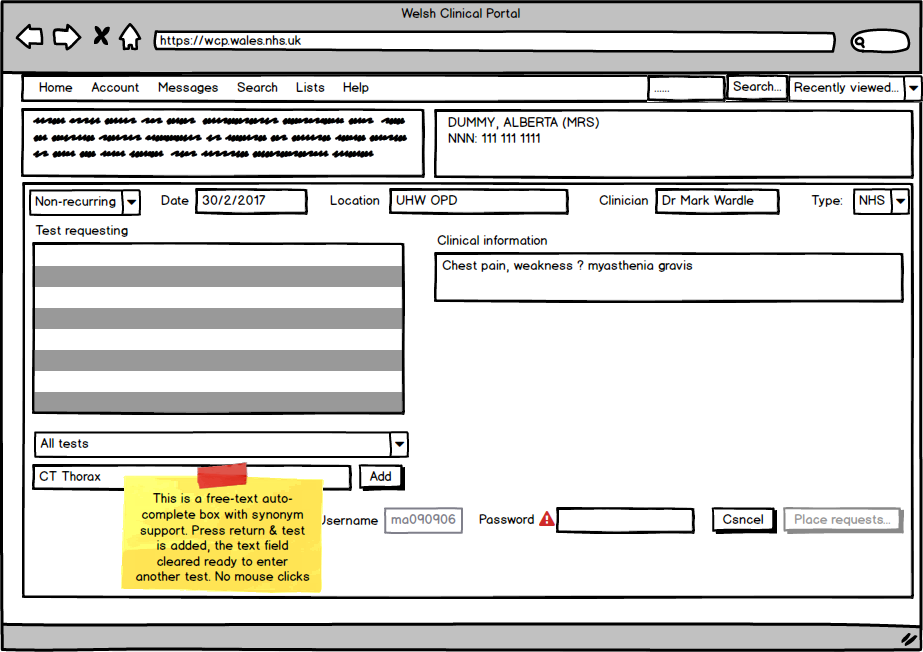 Welsh Clinical Portal
https://wcp.wales.nhs.uk
Home Account Messages Search Lists Help ...... Search... Recently viewed...
DUMMY, ALBERTA (MRS)
NNN: 111 111 1111
Non-recurring Date 30/2/2017 Location UHW OPD Clinician Dr Mark Wardle Type: NHS
Test requesting
Clinical information
Chest pain, weakness ? myasthenia gravis
All tests
CT Thorax Add
This is a free-text auto-
complete box with synonym
support. Press return & test
is added, the text field
cleared ready to enter
another test. No mouse clicks
Username ma090906 Password Csncel Place requests...